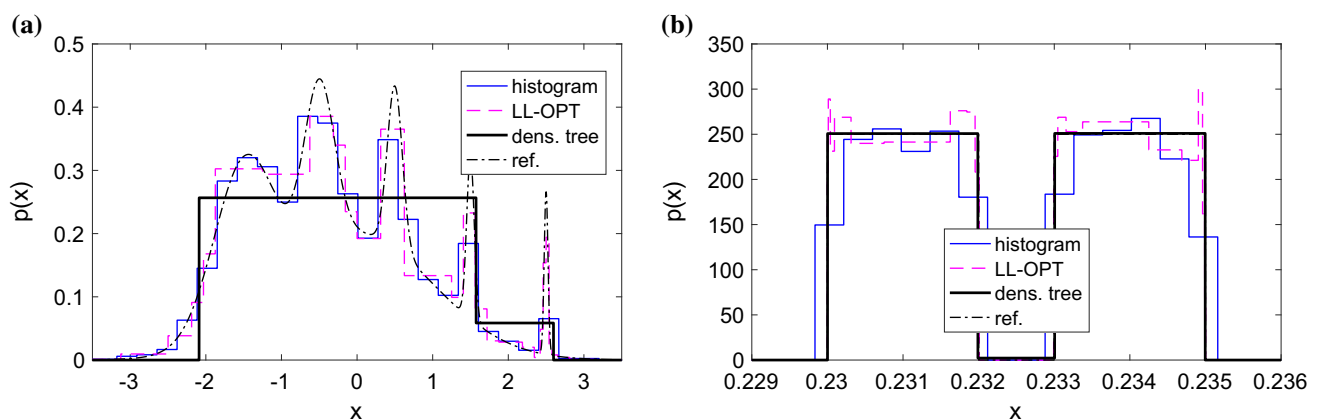 (a)
0.5
0.4
0.3
0.2
0.1
0
p(x)
-3 -2 -1 0 1 2 3
x
histogram
LL-OPT
dens. tree
ref.
(b)
350
300
250
200
150
100
50
0
p(x)
0.229 0.23 0.231 0.232 0.233 0.234 0.235 0.236
x
histogram
LL-OPT
dens. tree
ref.